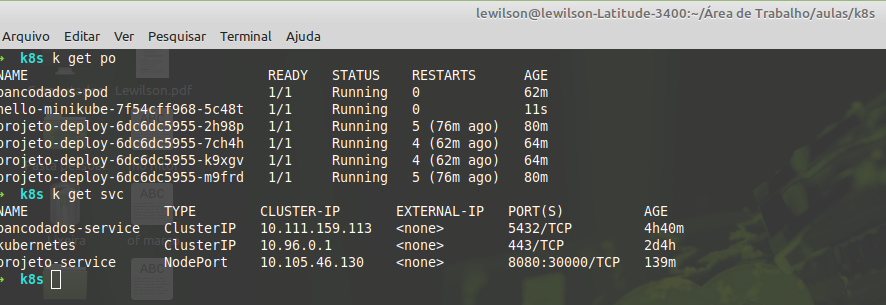 lewilson@lewilson-Latitude-3400:~/Área de Trabalho/aulas/k8s
Arquivo Editar Ver Pesquisar Terminal Ajuda
→ k8s k get po
NAME READY STATUS RESTARTS AGE
bancodados-pod 1/1 Running 0 62m
hello-minikube-7f54cff968-5c48t 1/1 Running 0 11s
projeto-deploy-6dc6dc5955-2h98p 1/1 Running 5 (76m ago) 80m
projeto-deploy-6dc6dc5955-7ch4h 1/1 Running 4 (62m ago) 64m
projeto-deploy-6dc6dc5955-k9xgv 1/1 Running 4 (62m ago) 64m
projeto-deploy-6dc6dc5955-m9frd 1/1 Running 5 (76m ago) 80m
→ k8s k get svc
NAME TYPE CLUSTER-IP EXTERNAL-IP PORT(S) AGE
bancodados-service ClusterIP 10.111.159.113 <none> 5432/TCP 4h40m
kubernetes ClusterIP 10.96.0.1 <none> 443/TCP 2d4h
projeto-service NodePort 10.105.46.130 <none> 8080:30000/TCP 139m
→ k8s
Lewilson.pdf
ABC
ABC